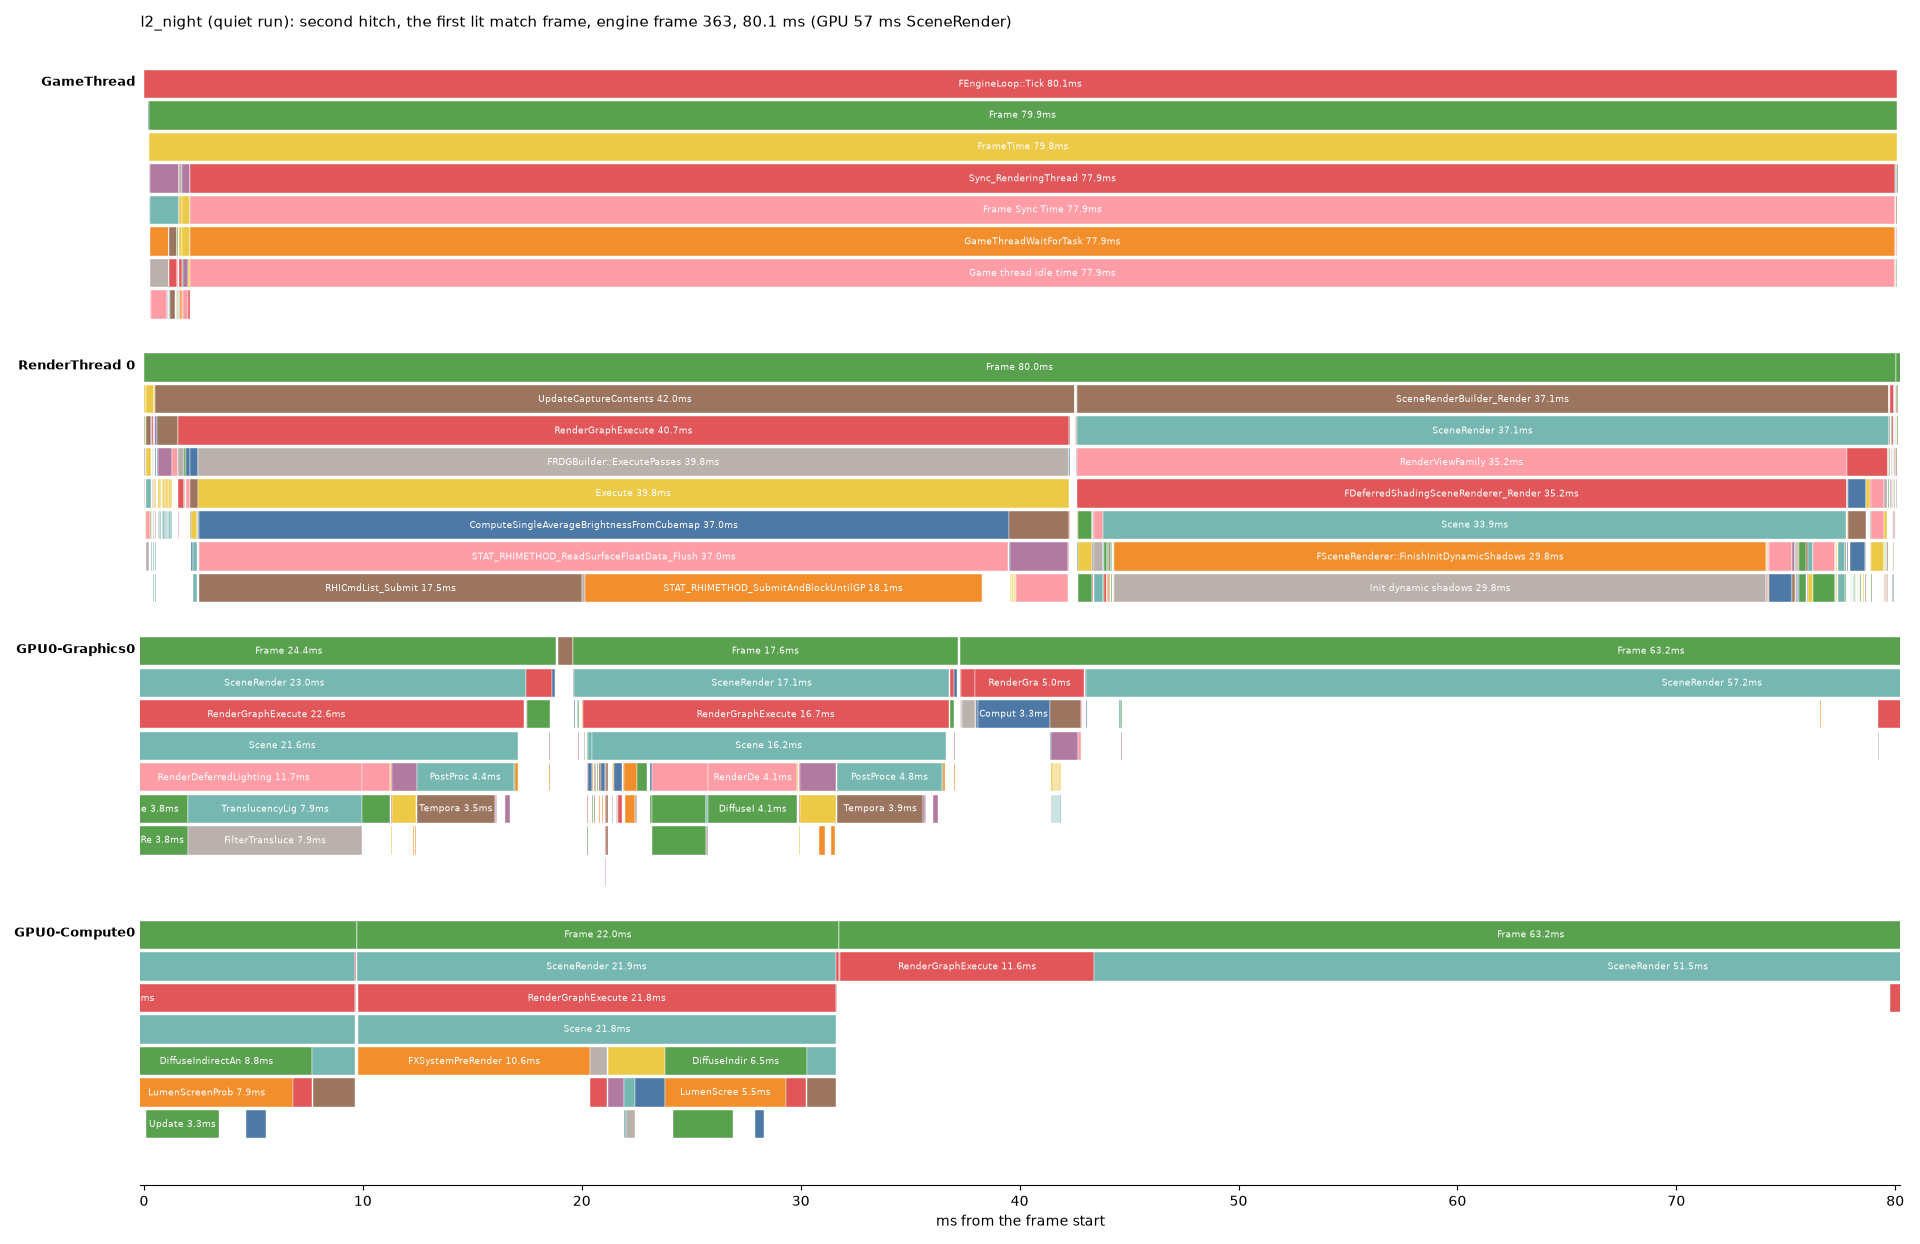 l2_night (quiet run): second hitch, the first lit match frame, engine frame 363, 80.1 ms (GPU 57 ms SceneRender)
GameThread
FEngineLoop::Tick 80.1ms
Frame 79.9ms
FrameTime 79.8ms
Sync_RenderingThread 77.9ms
Frame Sync Time 77.9ms
GameThreadWaitForTask 77.9ms
Game thread idle time 77.9ms
RenderThread 0
Frame 80.0ms
UpdateCaptureContents 42.0ms SceneRenderBuilder_Render 37.1ms
RenderGraphExecute 40.7ms SceneRender 37.1ms
FRDGBuilder::ExecutePasses 39.8ms RenderViewFamily 35.2ms
Execute 39.8ms FDeferredShadingSceneRenderer_Render 35.2ms
ComputeSingleAverageBrightnessFromCubemap 37.0ms Scene 33.9ms
STAT_RHIMETHOD_ReadSurfaceFloatData_Flush 37.0ms FSceneRenderer::FinishInitDynamicShadows 29.8ms
RHICmdList_Submit 17.5ms STAT_RHIMETHOD_SubmitAndBlockUntilGP 18.1ms Init dynamic shadows 29.8ms
GPU0-Graphics0
Frame 24.4ms Frame 17.6ms Frame 63.2ms
SceneRender 23.0ms SceneRender 17.1ms RenderGra 5.0ms SceneRender 57.2ms
RenderGraphExecute 22.6ms RenderGraphExecute 16.7ms Comput 3.3ms
Scene 21.6ms Scene 16.2ms
RenderDeferredLighting 11.7ms PostProc 4.4ms RenderDe 4.1ms PostProce 4.8ms
e 3.8ms TranslucencyLig 7.9ms Tempora 3.5ms DiffuseI 4.1ms Tempora 3.9ms
Re 3.8ms FilterTransluce 7.9ms
GPU0-Compute0
Frame 22.0ms Frame 63.2ms
SceneRender 21.9ms RenderGraphExecute 11.6ms SceneRender 51.5ms
ms RenderGraphExecute 21.8ms
Scene 21.8ms
DiffuseIndirectAn 8.8ms FXSystemPreRender 10.6ms DiffuseIndir 6.5ms
LumenScreenProb 7.9ms LumenScree 5.5ms
Update 3.3ms
0 10 20 30 40 50 60 70 80
ms from the frame start